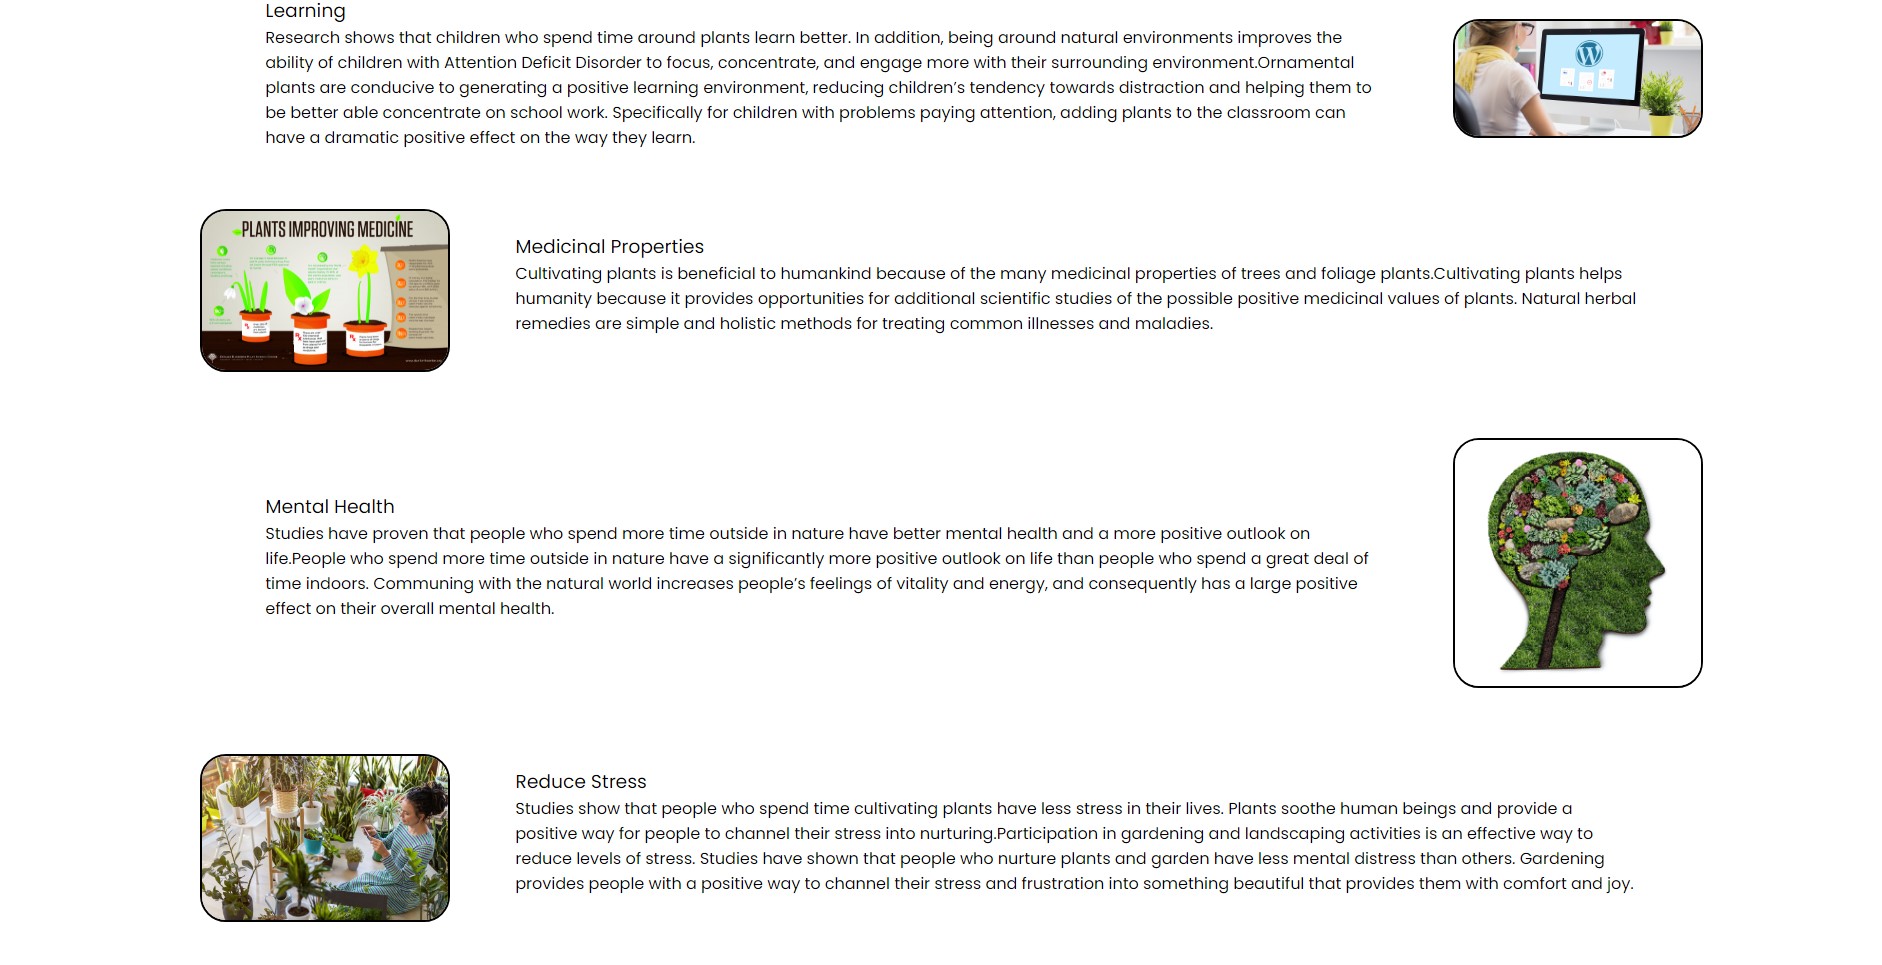 Learning
Research shows that children who spend time around plants learn better. In addition, being around natural environments improves the
ability of children with Attention Deficit Disorder to focus, concentrate, and engage more with their surrounding environment.Ornamental
plants are conducive to generating a positive learning environment, reducing children’s tendency towards distraction and helping them to
be better able concentrate on school work. Specifically for children with problems paying attention, adding plants to the classroom can
have a dramatic positive effect on the way they learn.
PLANTS IMPROVING MEDICINE
Medicinal Properties
Cultivating plants is beneficial to humankind because of the many medicinal properties of trees and foliage plants.Cultivating plants helps
humanity because it provides opportunities for additional scientific studies of the possible positive medicinal values of plants. Natural herbal
remedies are simple and holistic methods for treating common illnesses and maladies.
Mental Health
Studies have proven that people who spend more time outside in nature have better mental health and a more positive outlook on
life.People who spend more time outside in nature have a significantly more positive outlook on life than people who spend a great deal of
time indoors. Communing with the natural world increases people’s feelings of vitality and energy, and consequently has a large positive
effect on their overall mental health.
Reduce Stress
Studies show that people who spend time cultivating plants have less stress in their lives. Plants soothe human beings and provide a
positive way for people to channel their stress into nurturing.Participation in gardening and landscaping activities is an effective way to
reduce levels of stress. Studies have shown that people who nurture plants and garden have less mental distress than others. Gardening
provides people with a positive way to channel their stress and frustration into something beautiful that provides them with comfort and joy.